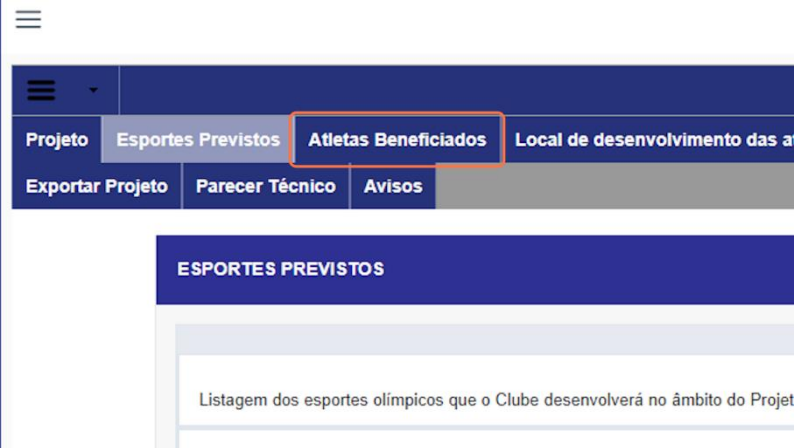 Projeto Esportes Previstos Atletas Beneficiados Local de desenvolvimento das
Exportar Projeto Parecer Técnico Avisos
ESPORTES PREVISTOS
Listagem dos esportes olímpicos que o Clube desenvolverá no âmbito do